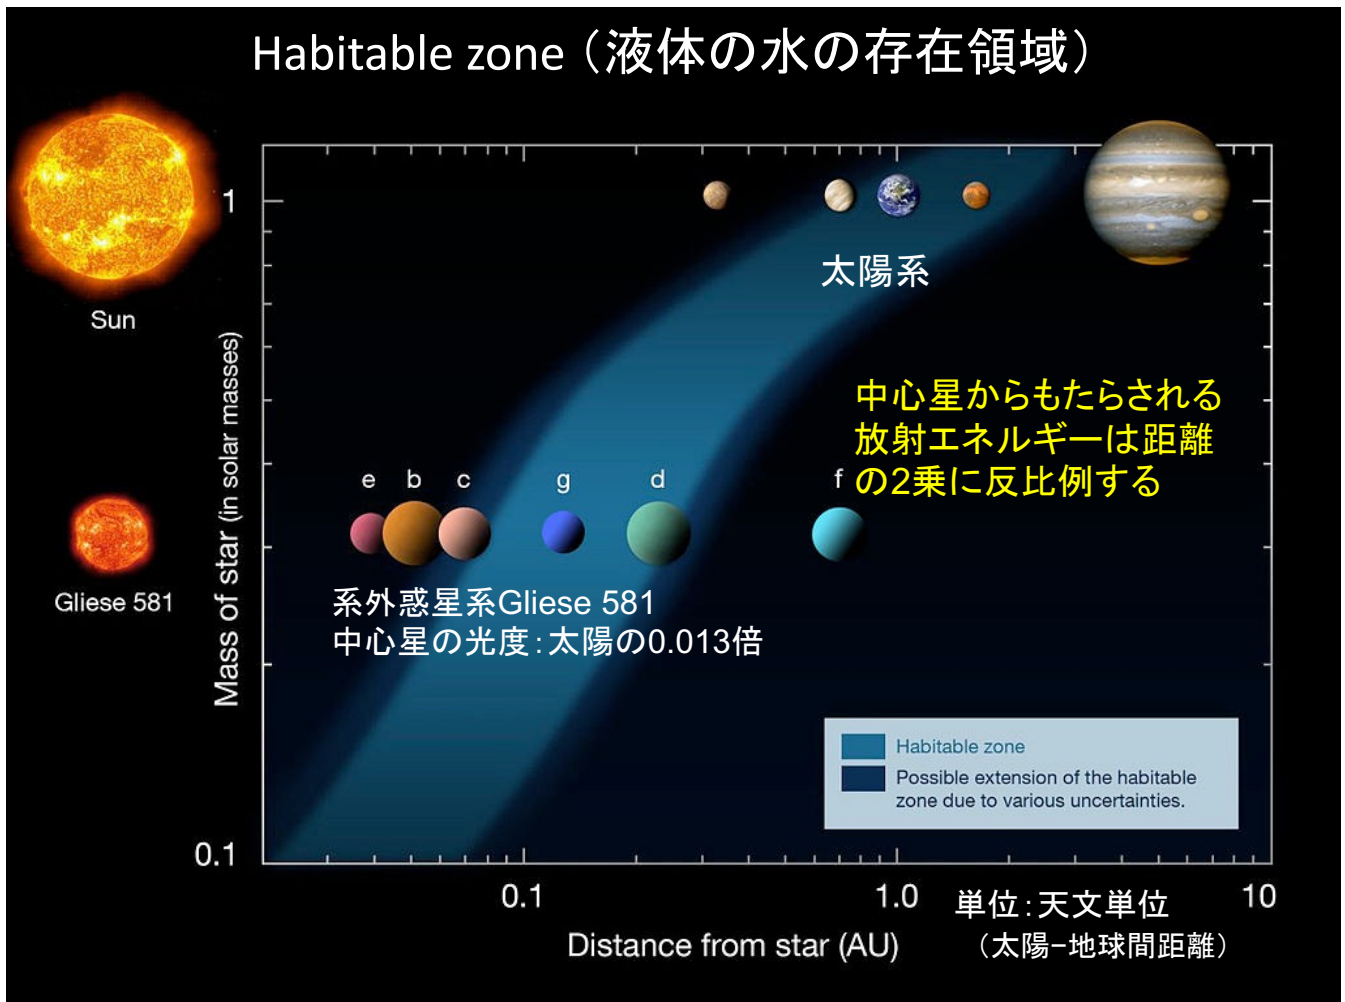 Habitable zone（液体の水の存在領域）
Sun
1
太陽系
中心星からもたらされる
放射エネルギーは距離
の2乗に反比例する
Mass of star (in solar masses)
e b c g d f
Gliese 581
系外惑星系Gliese 581
中心星の光度：太陽の0.013倍
Habitable zone
Possible extension of the habitable
zone due to various uncertainties.
0.1
0.1 1.0 10
単位：天文単位
Distance from star (AU)
（太陽−地球間距離）